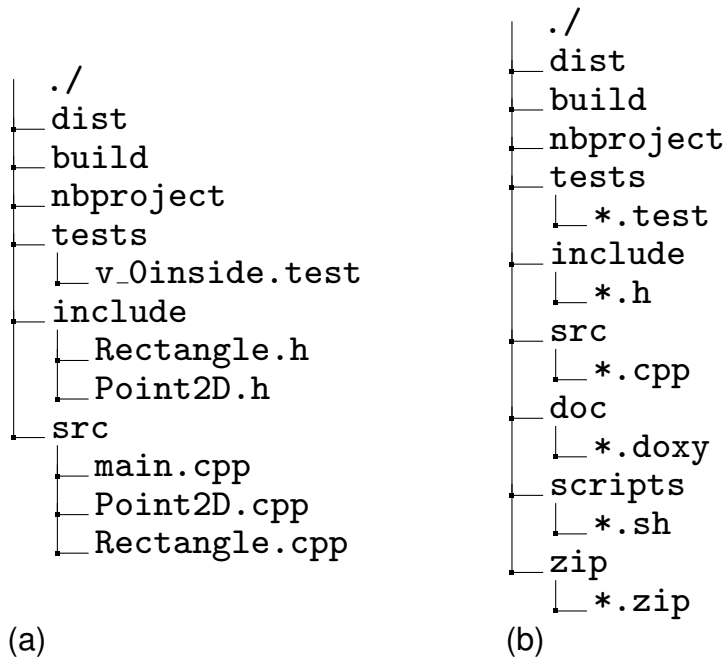 ./
dist
build
nbproject
tests
v_0inside.test
include
Rectangle.h
Point2D.h
src
main.cpp
Point2D.cpp
Rectangle.cpp
(a)
./
dist
build
nbproject
tests
*.test
include
*.h
src
*.cpp
doc
*.doxy
scripts
*.sh
zip
*.zip
(b)